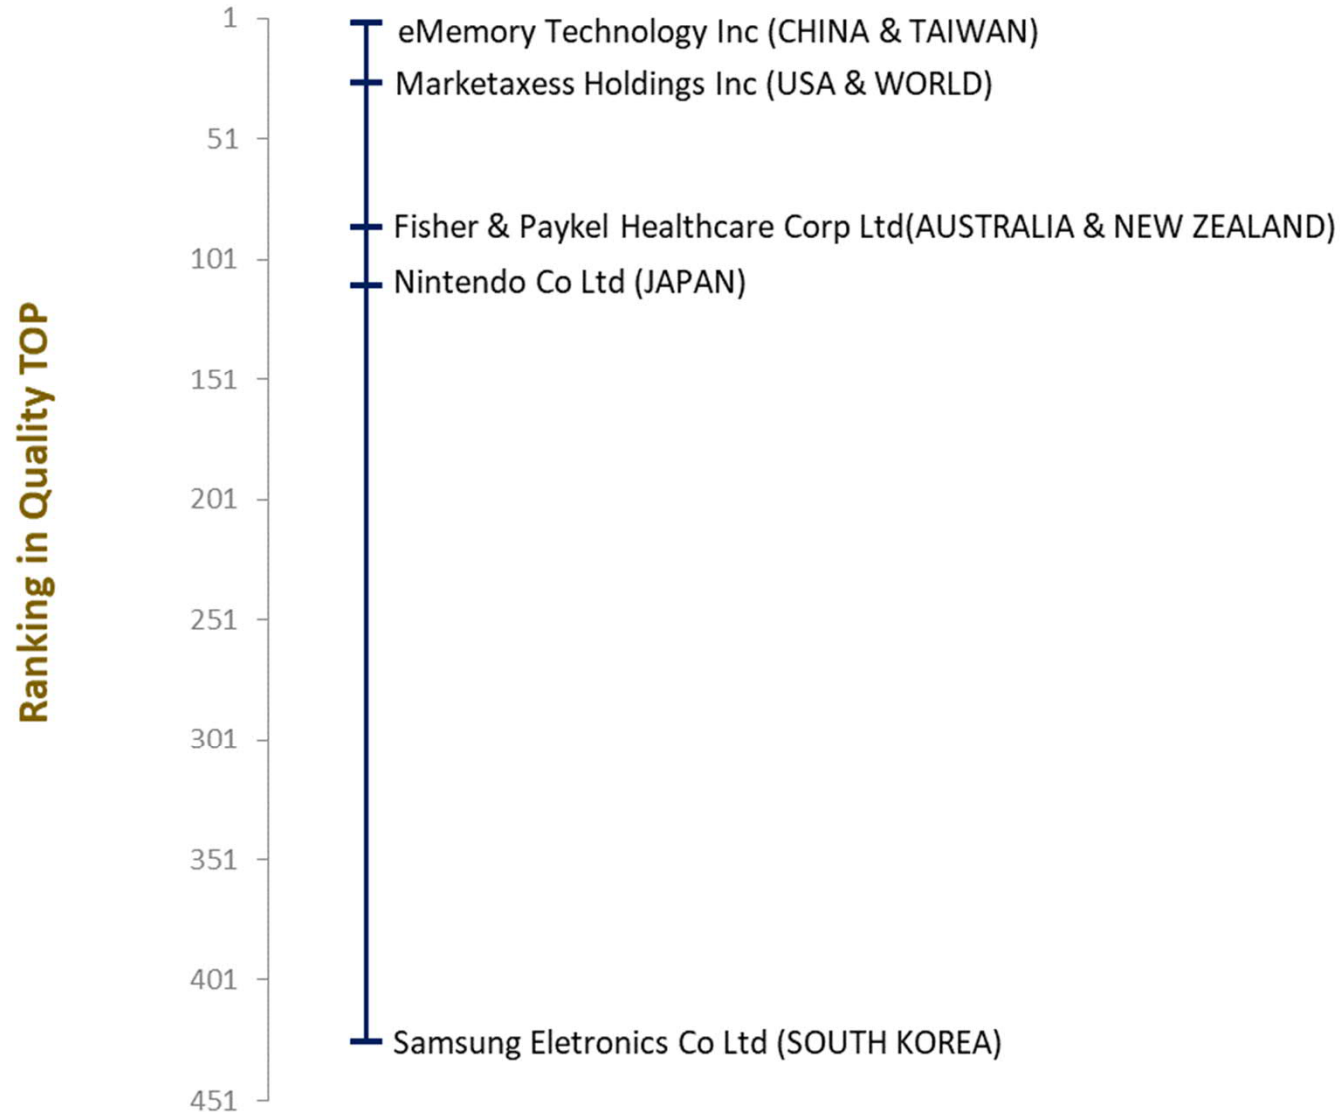 Ranking in Quality TOP
1
eMemory Technology Inc (CHINA & TAIWAN)
Marketaxess Holdings Inc (USA & WORLD)
51
Fisher & Paykel Healthcare Corp Ltd(AUSTRALIA & NEW ZEALAND)
101
Nintendo Co Ltd (JAPAN)
151
201
251
301
351
401
Samsung Eletronics Co Ltd (SOUTH KOREA)
451